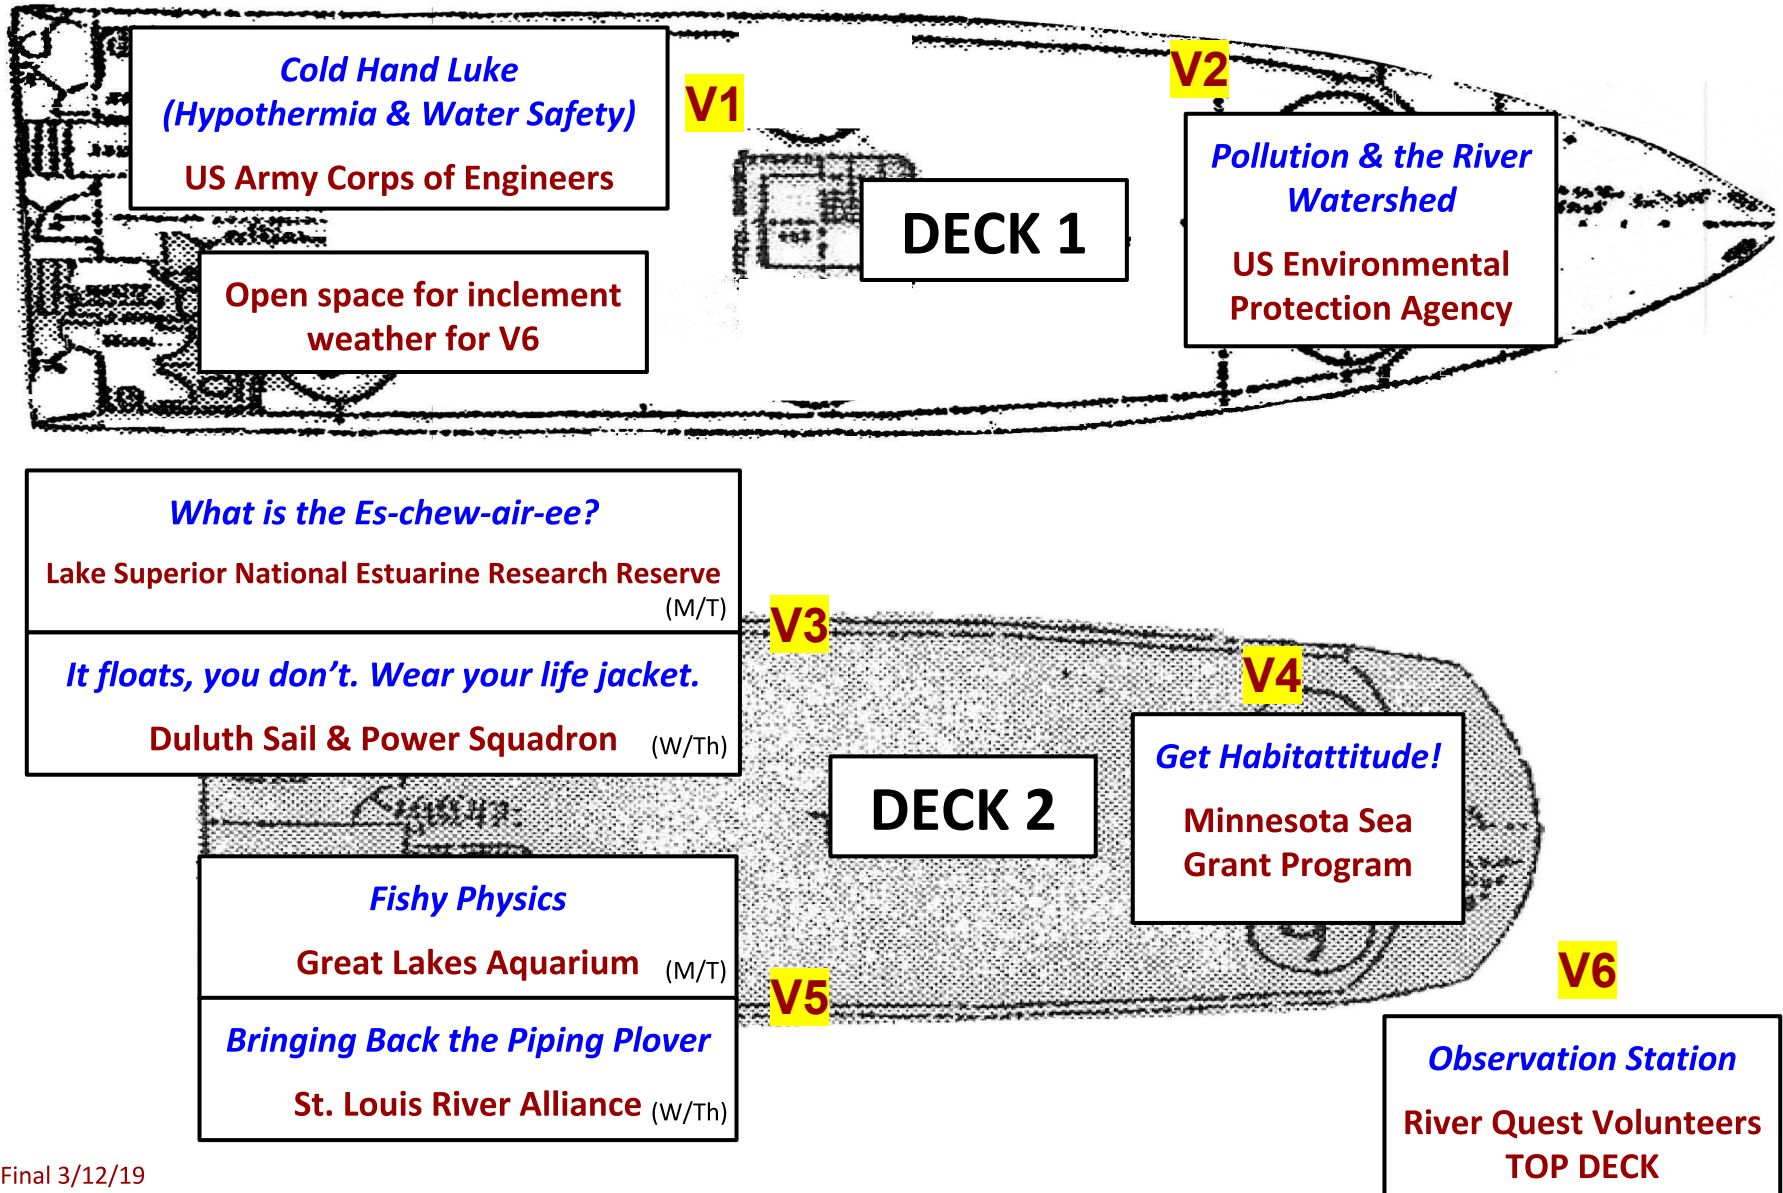 Cold Hand Luke
(Hypothermia & Water Safety)
US Army Corps of Engineers
V1
V2
Pollution & the River
Watershed
US Environmental
Protection Agency
DECK 1
Open space for inclement
weather for V6
What is the Es-chew-air-ee?
Lake Superior National Estuarine Research Reserve
(M/T)
It floats, you don’t. Wear your life jacket.
Duluth Sail & Power Squadron (W/Th)
V3
V4
Get Habitattitude!
Minnesota Sea
Grant Program
DECK 2
Fishy Physics
Great Lakes Aquarium (M/T)
Bringing Back the Piping Plover
St. Louis River Alliance (W/Th)
V5
V6
Observation Station
River Quest Volunteers
TOP DECK
Final 3/12/19